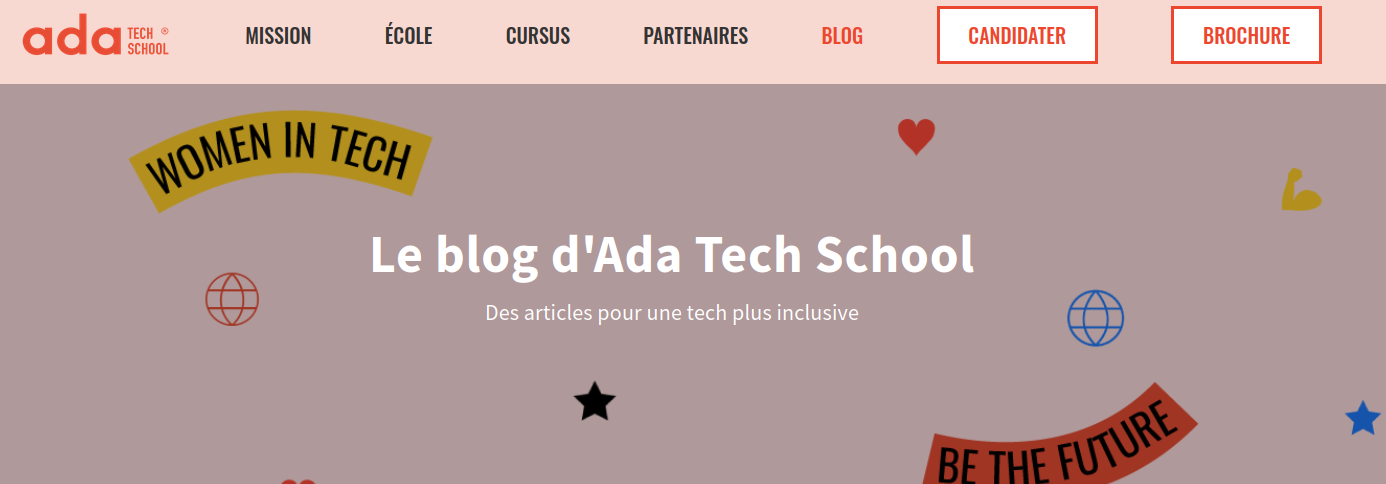 ada TECH ® SCHOOL
MISSION
ÉCOLE
CURSUS
PARTENAIRES
BLOG
CANDIDATER
BROCHURE
WOMEN IN TECH
Le blog d'Ada Tech School
Des articles pour une tech plus inclusive
BE THE FUTURE